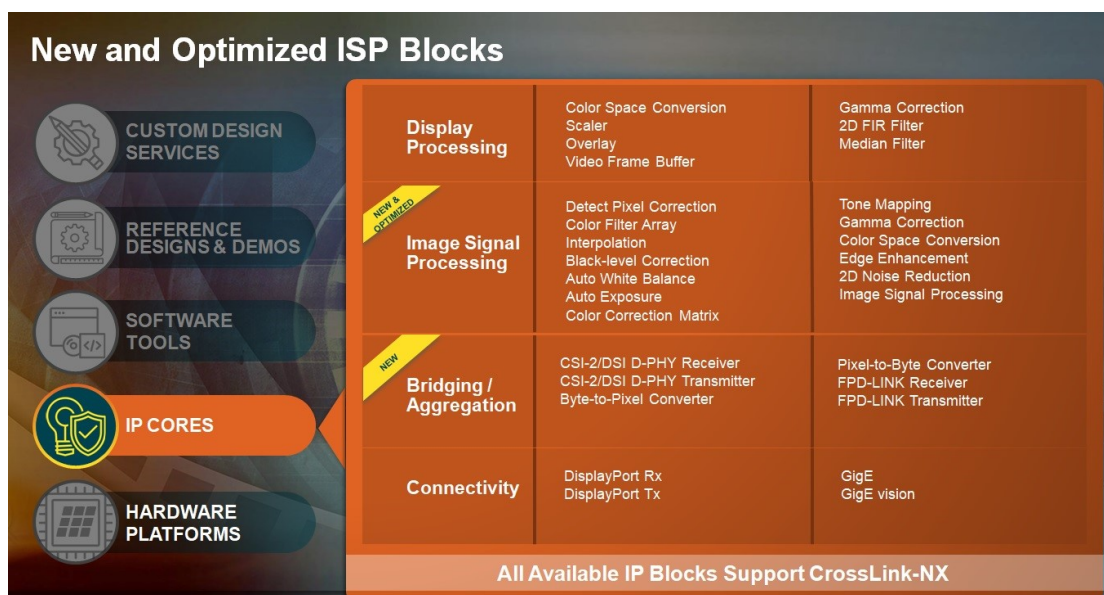 New and Optimized ISP Blocks
CUSTOM DESIGN
SERVICES
REFERENCE
DESIGNS & DEMOS
SOFTWARE
TOOLS
IP CORES
HARDWARE
PLATFORMS
Display
Processing
Color Space Conversion
Scaler
Overlay
Video Frame Buffer
Gamma Correction
2D FIR Filter
Median Filter
NEW &
OPTIMIZED
Image Signal
Processing
Detect Pixel Correction
Color Filter Array
Interpolation
Black-level Correction
Auto White Balance
Auto Exposure
Color Correction Matrix
Tone Mapping
Gamma Correction
Color Space Conversion
Edge Enhancement
2D Noise Reduction
Image Signal Processing
NEW
Bridging /
Aggregation
CSI-2/DSI D-PHY Receiver
CSI-2/DSI D-PHY Transmitter
Byte-to-Pixel Converter
Pixel-to-Byte Converter
FPD-LINK Receiver
FPD-LINK Transmitter
Connectivity
DisplayPort Rx
DisplayPort Tx
GigE
GigE vision
All Available IP Blocks Support CrossLink-NX